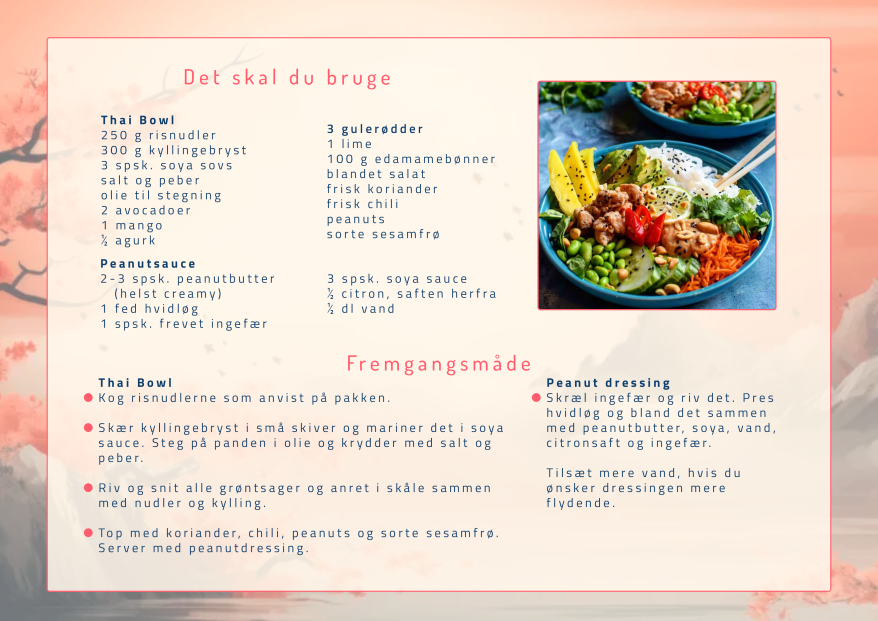 Det skal du bruge
Thai Bowl
250 g risnudler
300 g kyllingebryst
3 spsk. soya sovs
salt og peber
olie til stegning
2 avocadoer
1 mango
½ agurk
3 gulerødder
1 lime
100 g edamamebønner
blandet salat
frisk koriander
frisk chili
peanuts
sorte sesamfrø
Peanutsauce
2-3 spsk. peanutbutter
(helst creamy)
1 fed hvidløg
1 spsk. frevet ingefær
3 spsk. soya sauce
½ citron, saften herfra
½ dl vand
Fremgangsmåde
Thai Bowl
Kog risnudlerne som anvist på pakken.
Skær kyllingebryst i små skiver og mariner det i soya
sauce. Steg på panden i olie og krydder med salt og
peber.
Riv og snit alle grøntsager og anret i skåle sammen
med nudler og kylling.
Top med koriander, chili, peanuts og sorte sesamfrø.
Server med peanutdressing.
Peanut dressing
Skræl ingefær og riv det. Pres
hvidløg og bland det sammen
med peanutbutter, soya, vand,
citronsaft og ingefær.
Tilsæt mere vand, hvis du
ønsker dressingen mere
flydende.